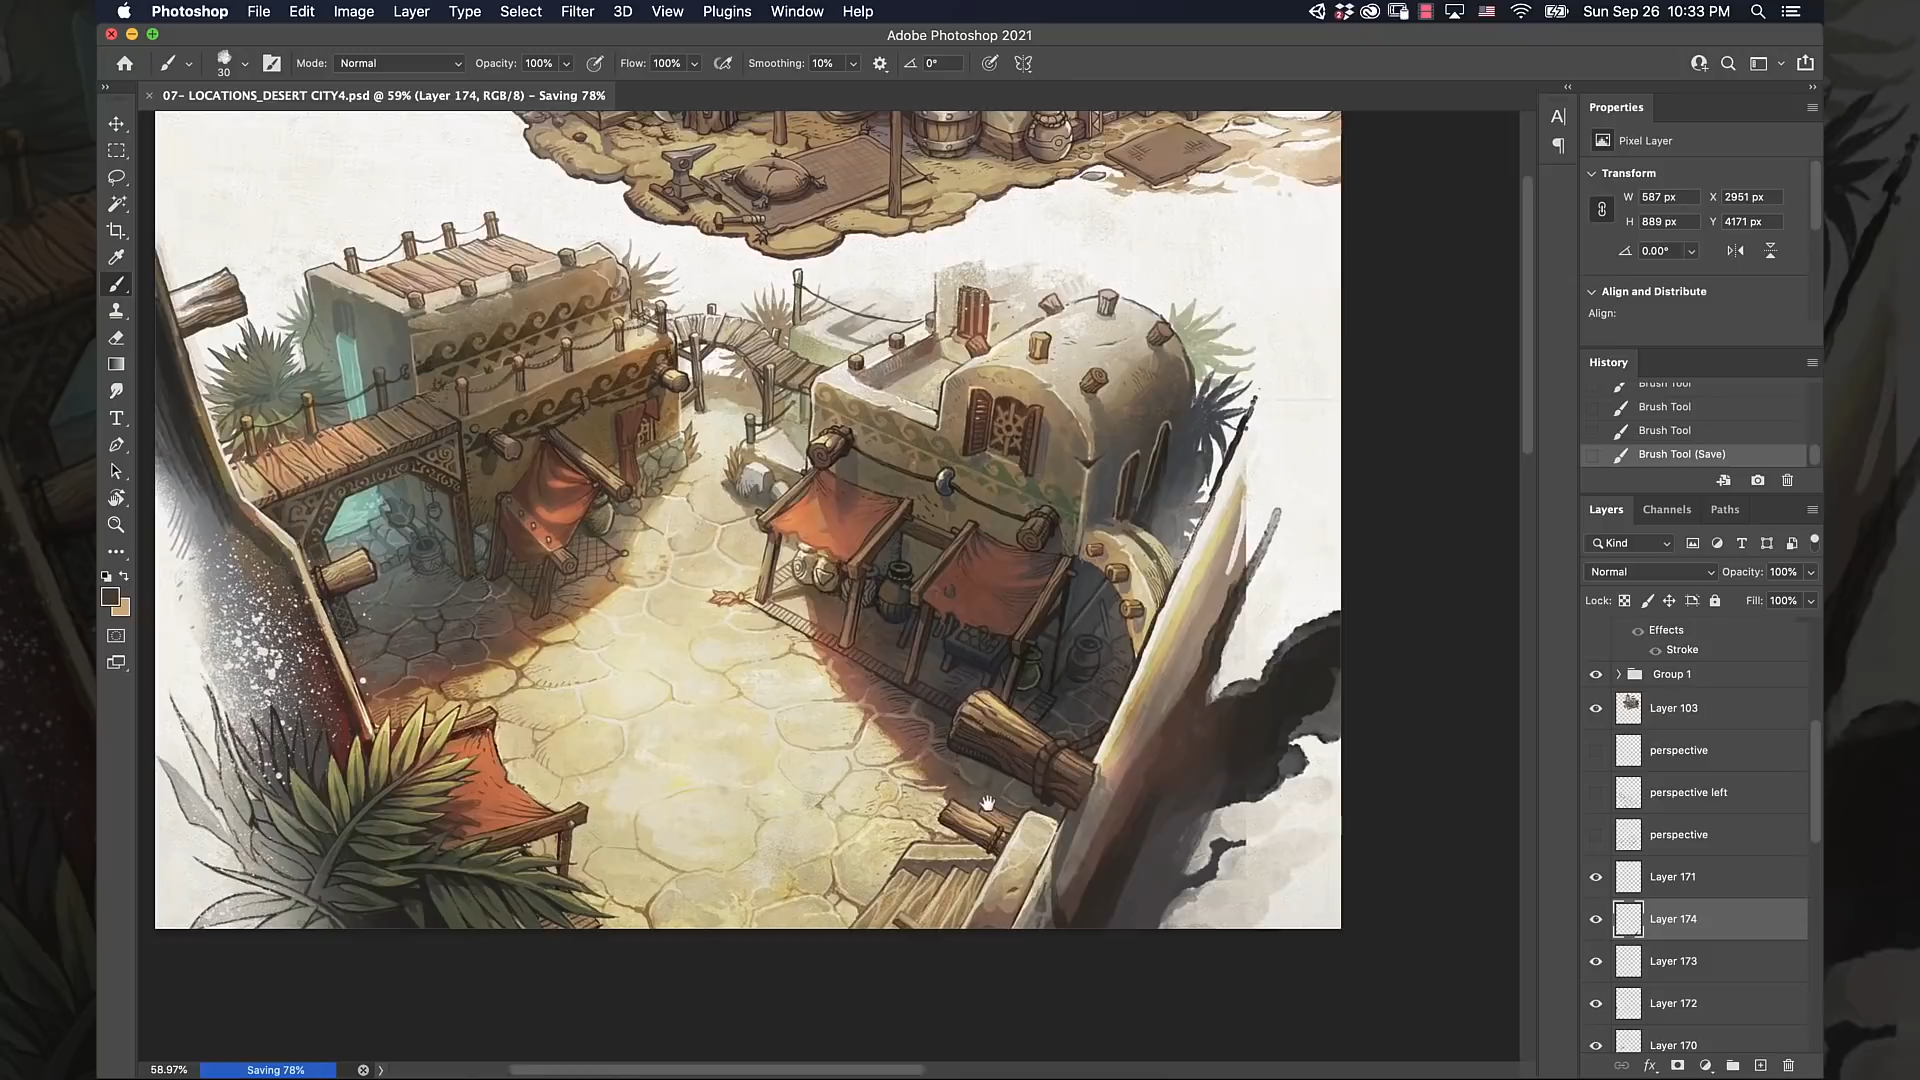 Photoshop File Edit Image Layer Type Select Filter 3D View Plugins Window Help Sun Sep 26 10:33 PM
Adobe Photoshop 2021
30 Mode: Normal Opacity: 100% Flow: 100% Smoothing: 10% 0°
07- LOCATIONS_DESERT CITY4.psd @ 59% (Layer 174, RGB/8) - Saving 78%
Properties
Pixel Layer
Transform
W 587 px X 2951 px
H 889 px Y 4171 px
0.00°
Align and Distribute
Align:
History
Brush Tool
Brush Tool
Brush Tool
Brush Tool (Save)
Layers Channels Paths
Kind
Normal Opacity: 100%
Lock: Fill: 100%
Effects
Stroke
Group 1
Layer 103
perspective
perspective left
perspective
Layer 171
Layer 174
Layer 173
Layer 172
Layer 170
58.97% Saving 78%